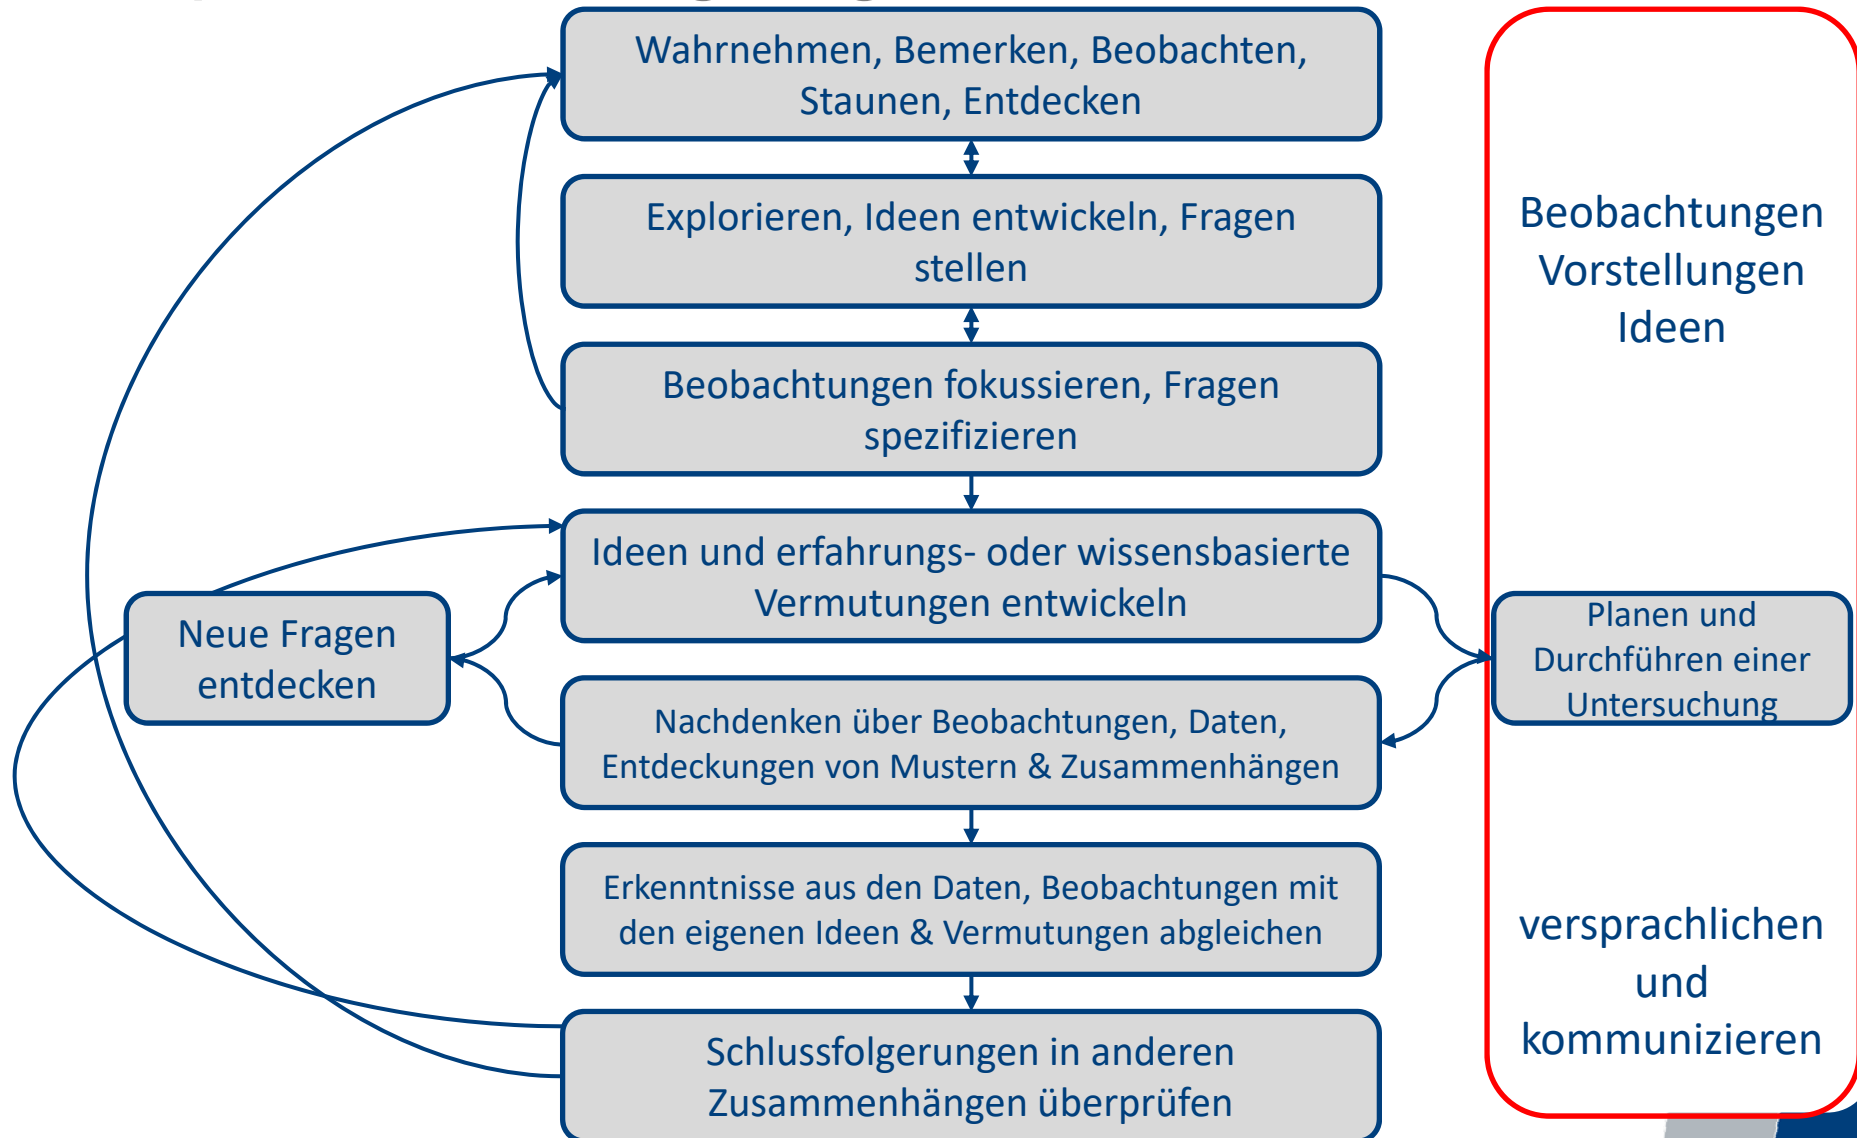 Wahrnehmen, Bemerken, Beobachten,
Staunen, Entdecken
Explorieren, Ideen entwickeln, Fragen
stellen
Beobachtungen fokussieren, Fragen
spezifizieren
Ideen und erfahrungs- oder wissensbasierte
Vermutungen entwickeln
Neue Fragen
entdecken
Nachdenken über Beobachtungen, Daten,
Entdeckungen von Mustern & Zusammenhängen
Erkenntnisse aus den Daten, Beobachtungen mit
den eigenen Ideen & Vermutungen abgleichen
Schlussfolgerungen in anderen
Zusammenhängen überprüfen
Beobachtungen
Vorstellungen
Ideen
Planen und
Durchführen einer
Untersuchung
versprachlichen
und
kommunizieren